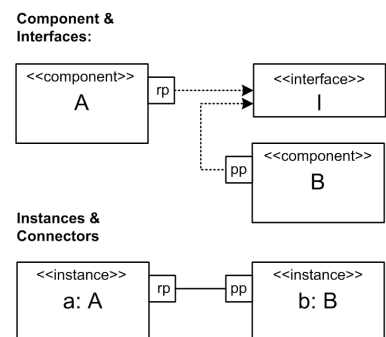 Component &
Interfaces:
<<component>>
A
rp
<<interface>>
I
<<component>>
B
pp
Instances &
Connectors
<<instance>>
a: A
rp
pp
<<instance>>
b: B